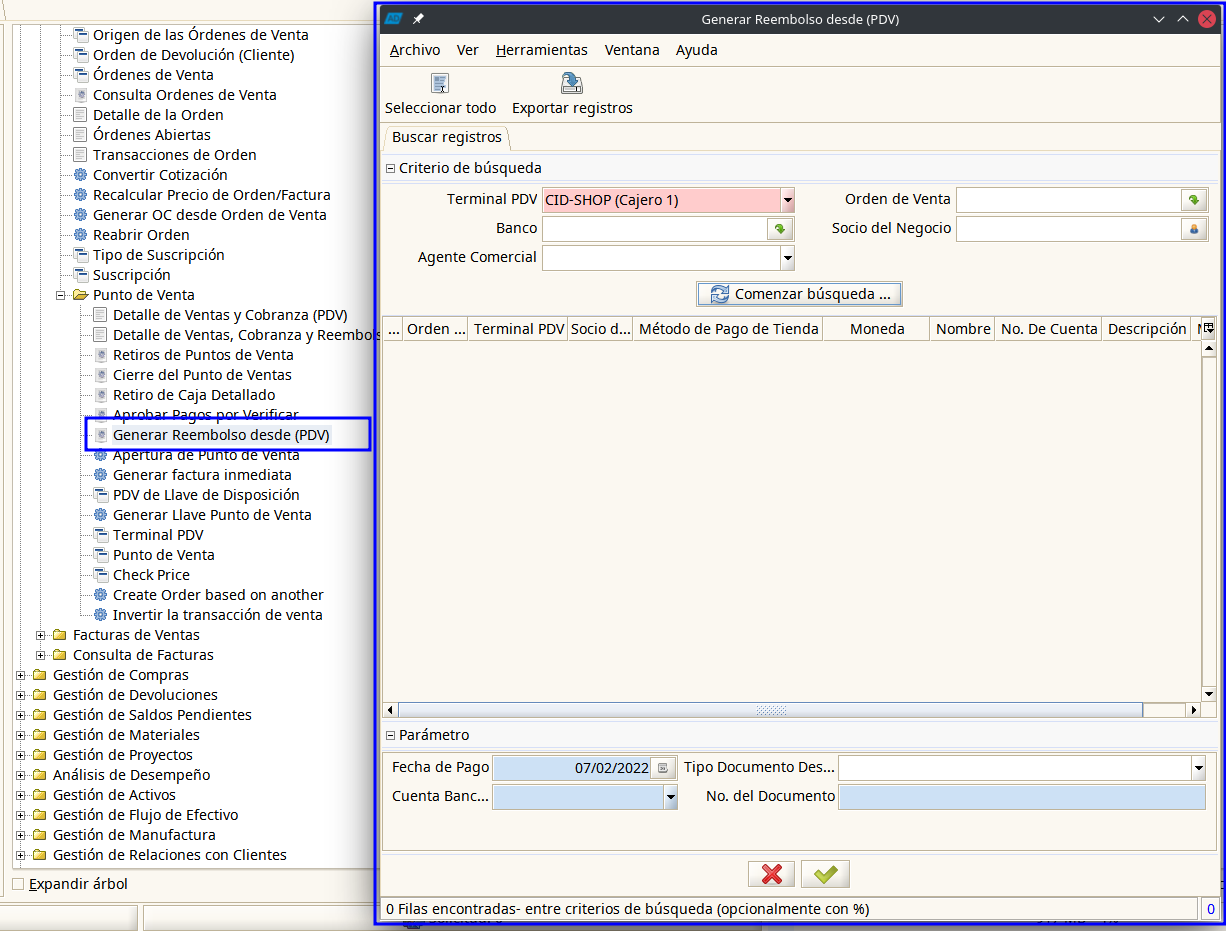 Origen de las Órdenes de Venta
Orden de Devolución (Cliente)
Órdenes de Venta
Consulta Ordenes de Venta
Detalle de la Orden
Órdenes Abiertas
Transacciones de Orden
Convertir Cotización
Recalcular Precio de Orden/Factura
Generar OC desde Orden de Venta
Reabrir Orden
Tipo de Suscripción
Suscripción
Punto de Venta
Detalle de Ventas y Cobranza (PDV)
Detalle de Ventas, Cobranza y Reembols
Retiros de Puntos de Venta
Cierre del Punto de Ventas
Retiro de Caja Detallado
Aprobar Pagos por Verificar
Generar Reembolso desde (PDV)
Apertura de Punto de Venta
Generar factura inmediata
PDV de Llave de Disposición
Generar Llave Punto de Venta
Terminal PDV
Punto de Venta
Check Price
Create Order based on another
Invertir la transacción de venta
Facturas de Ventas
Consulta de Facturas
Gestión de Compras
Gestión de Devoluciones
Gestión de Saldos Pendientes
Gestión de Materiales
Gestión de Proyectos
Análisis de Desempeño
Gestión de Activos
Gestión de Flujo de Efectivo
Gestión de Manufactura
Gestión de Relaciones con Clientes
Expandir árbol
Generar Reembolso desde (PDV)
Archivo Ver Herramientas Ventana Ayuda
Seleccionar todo Exportar registros
Buscar registros
Criterio de búsqueda
Terminal PDV CID-SHOP (Cajero 1) Orden de Venta
Banco Socio del Negocio
Agente Comercial
Comenzar búsqueda ...
... Orden ... Terminal PDV Socio d... Método de Pago de Tienda Moneda Nombre No. De Cuenta Descripción
Parámetro
Fecha de Pago 07/02/2022 Tipo Documento Des...
Cuenta Banc... No. del Documento
0 Filas encontradas- entre criterios de búsqueda (opcionalmente con %) 0